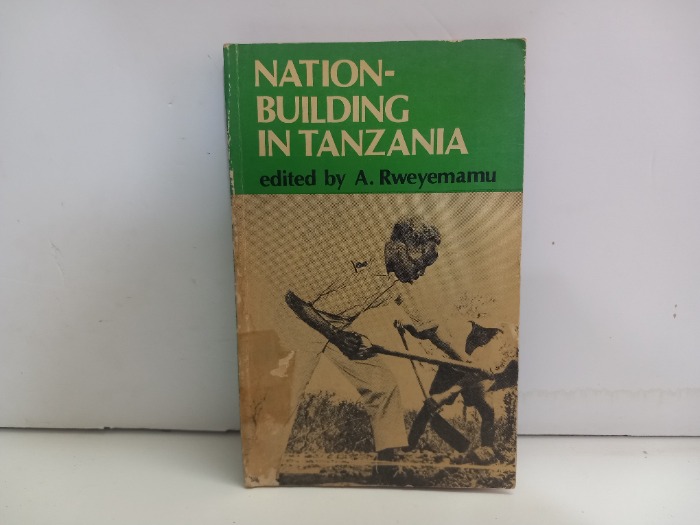 NATION-
BUILDING
IN TANZANIA
edited by A. Rweyemamu